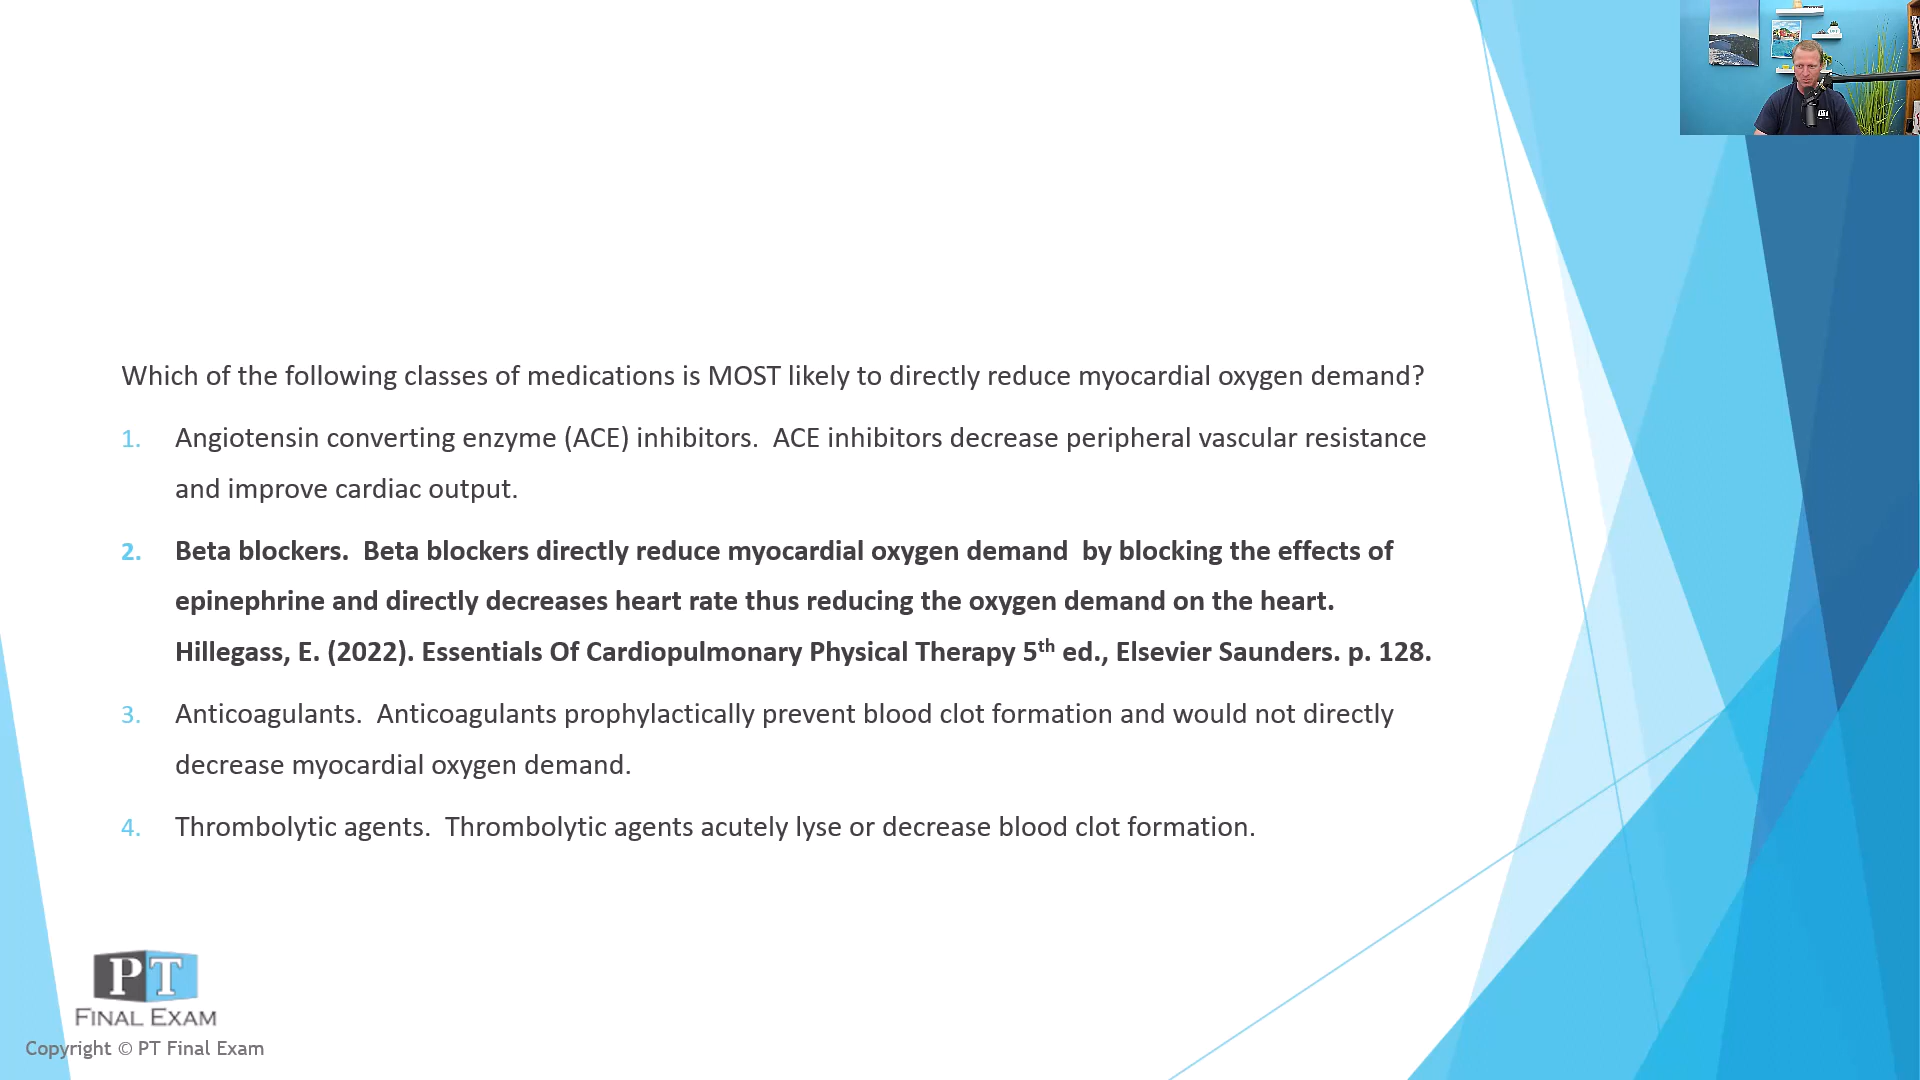 Which of the following classes of medications is MOST likely to directly reduce myocardial oxygen demand?
1. Angiotensin converting enzyme (ACE) inhibitors.  ACE inhibitors decrease peripheral vascular resistance
and improve cardiac output.
2. Beta blockers.  Beta blockers directly reduce myocardial oxygen demand  by blocking the effects of
epinephrine and directly decreases heart rate thus reducing the oxygen demand on the heart.
Hillegass, E. (2022). Essentials Of Cardiopulmonary Physical Therapy 5th ed., Elsevier Saunders. p. 128.
3. Anticoagulants.  Anticoagulants prophylactically prevent blood clot formation and would not directly
decrease myocardial oxygen demand.
4. Thrombolytic agents.  Thrombolytic agents acutely lyse or decrease blood clot formation.
PT
FINAL EXAM
Copyright © PT Final Exam